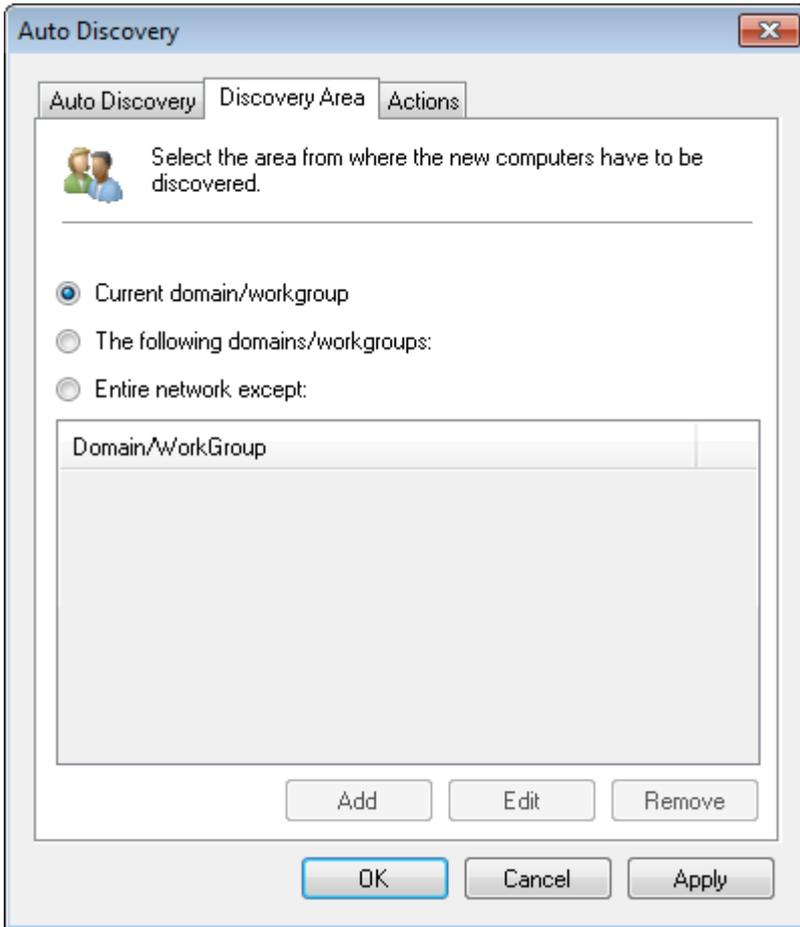 Auto Discovery
Auto Discovery Discovery Area Actions
Select the area from where the new computers have to be
discovered.
Current domain/workgroup
The following domains/workgroups:
Entire network except:
Domain/WorkGroup
Add Edit Remove
OK Cancel Apply